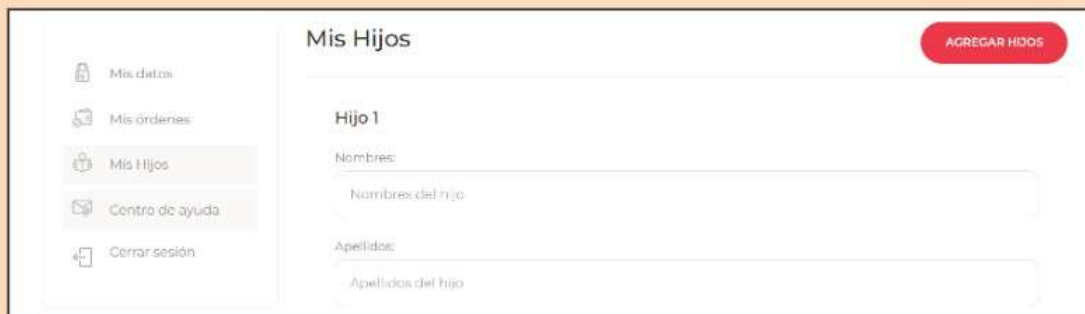 Mis datos
Mis órdenes
Mis Hijos
Centro de ayuda
Cerrar sesión
Mis Hijos
AGREGAR HIJOS
Hijo 1
Nombres:
Nombres del hijo
Apellidos:
Apellidos del hijo